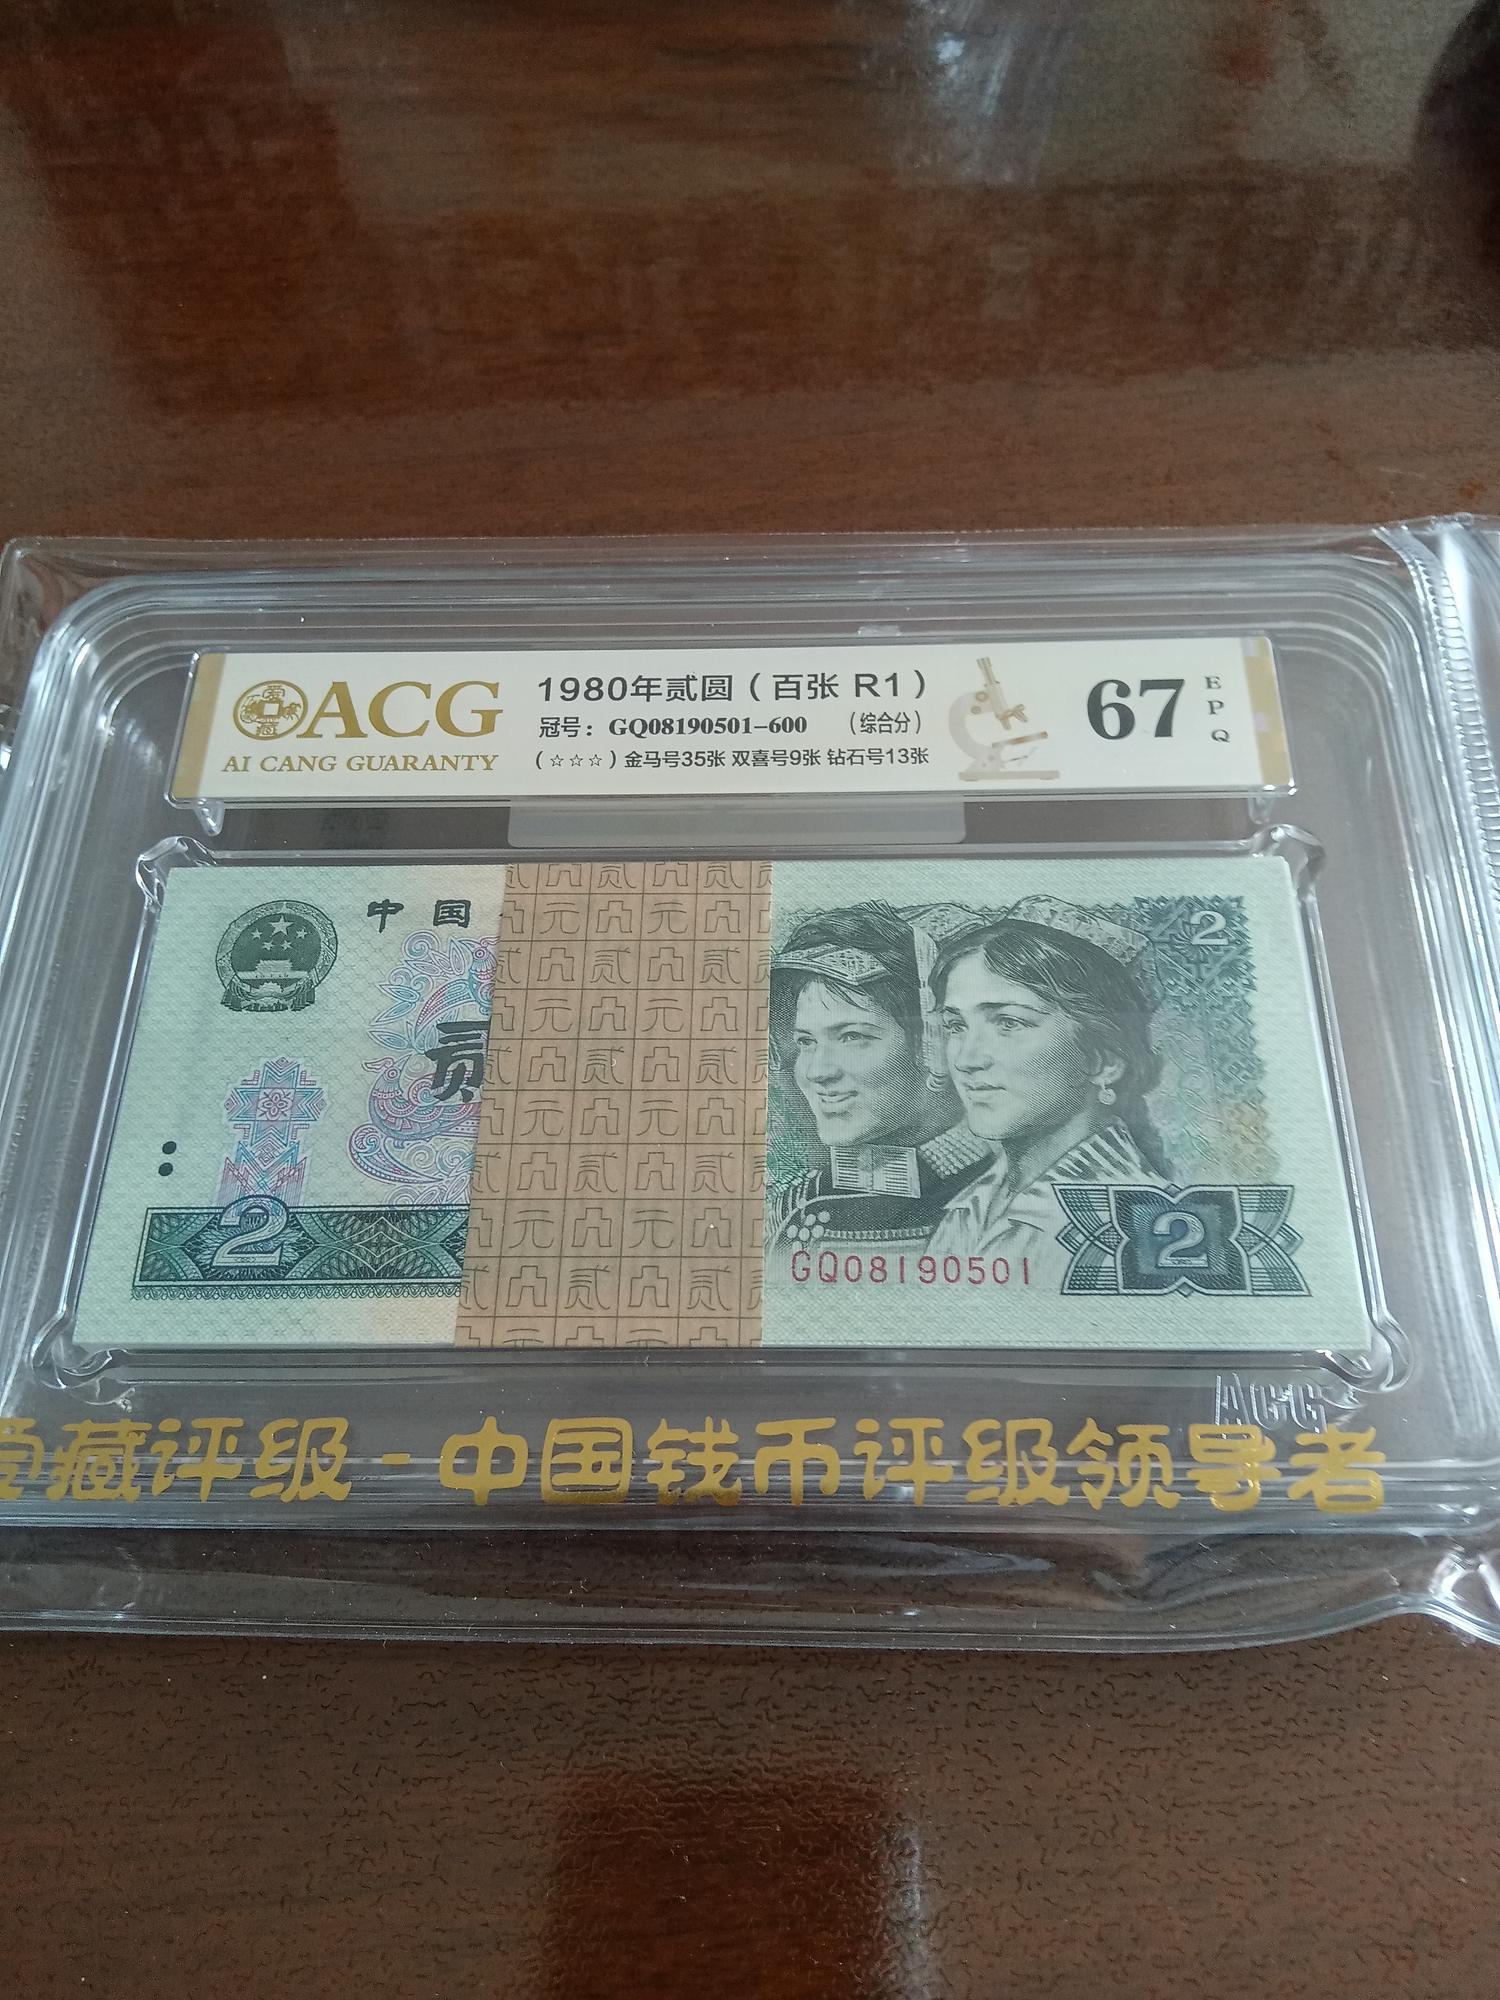 ACG
AI CANG GUARANTY
1980年贰圆（百张 R1）
冠号：GQ08190501-600 （综合分）
（☆☆☆）金马号35张 双喜号9张 钻石号13张
67
EPQ
中国
2
贰
2
GQ08190501
2
ACG
爱藏评级-中国钱币评级领导者